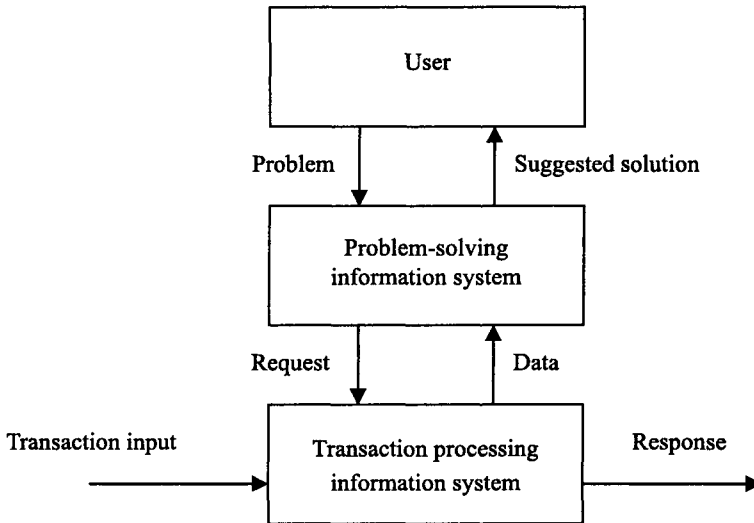 User
Problem
Suggested solution
Problem-solving
information system
Request
Data
Transaction input
Transaction processing
information system
Response